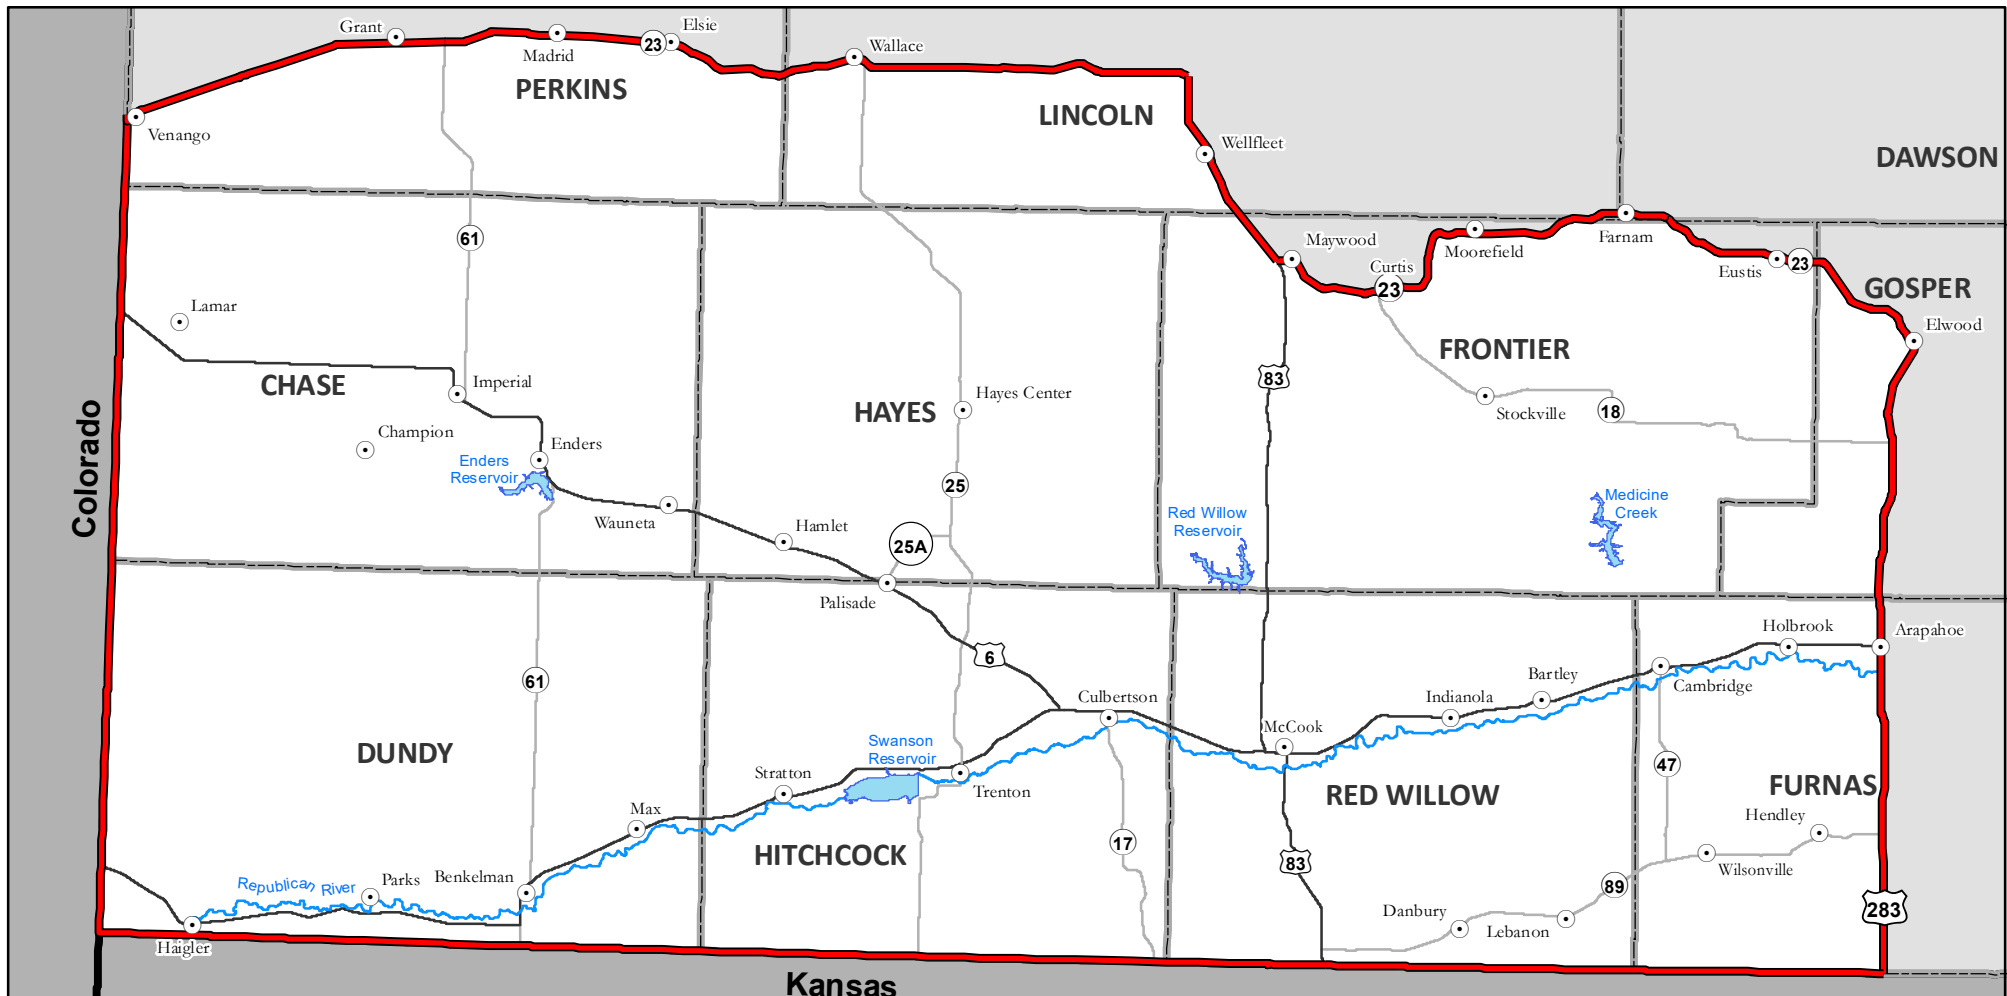 Grant
Elsie
23
Madrid
Wallace
PERKINS
LINCOLN
Venango
Wellfleet
DAWSON
61
Maywood
Curtis
23
Moorefield
Farnam
Eustis
23
GOSPER
Elwood
Lamar
FRONTIER
CHASE
Imperial
83
HAYES
Hayes Center
Stockville
18
Colorado
Champion
Enders
Enders
Reservoir
25
Wauneta
Hamlet
25A
Red Willow
Reservoir
Medicine
Creek
Palisade
6
Holbrook
Arapahoe
61
Culbertson
Indianola
Bartley
Cambridge
McCook
DUNDY
Swanson
Reservoir
Stratton
Trenton
47
RED WILLOW
FURNAS
Max
Hendley
17
HITCHCOCK
83
Wilsonville
Republican River
Parks
Benkelman
89
Danbury
Lebanon
283
Haigler
Kansas